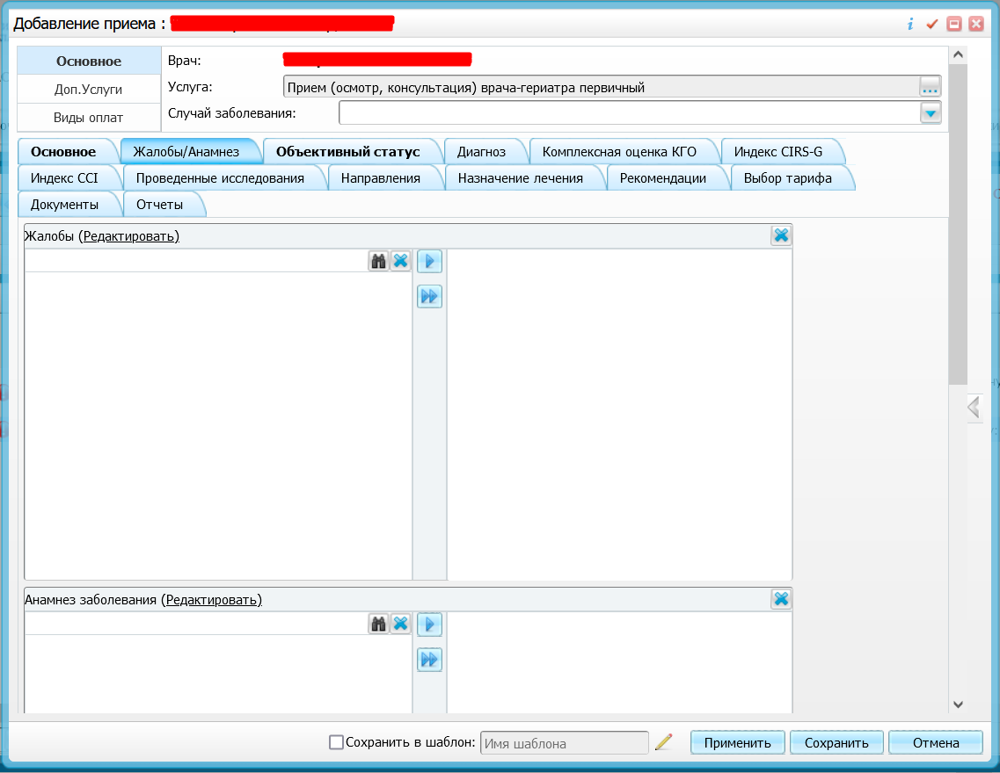 Добавление приема :
Основное
Доп.Услуги
Виды оплат
Врач:
Услуга: Прием (осмотр, консультация) врача-гериатра первичный ...
Случай заболевания:
Основное Жалобы/Анамнез Объективный статус Диагноз Комплексная оценка КГО Индекс CIRS-G
Индекс CCI Проведенные исследования Направления Назначение лечения Рекомендации Выбор тарифа
Документы Отчеты
Жалобы (Редактировать)
Анамнез заболевания (Редактировать)
Сохранить в шаблон: Имя шаблона Применить Сохранить Отмена